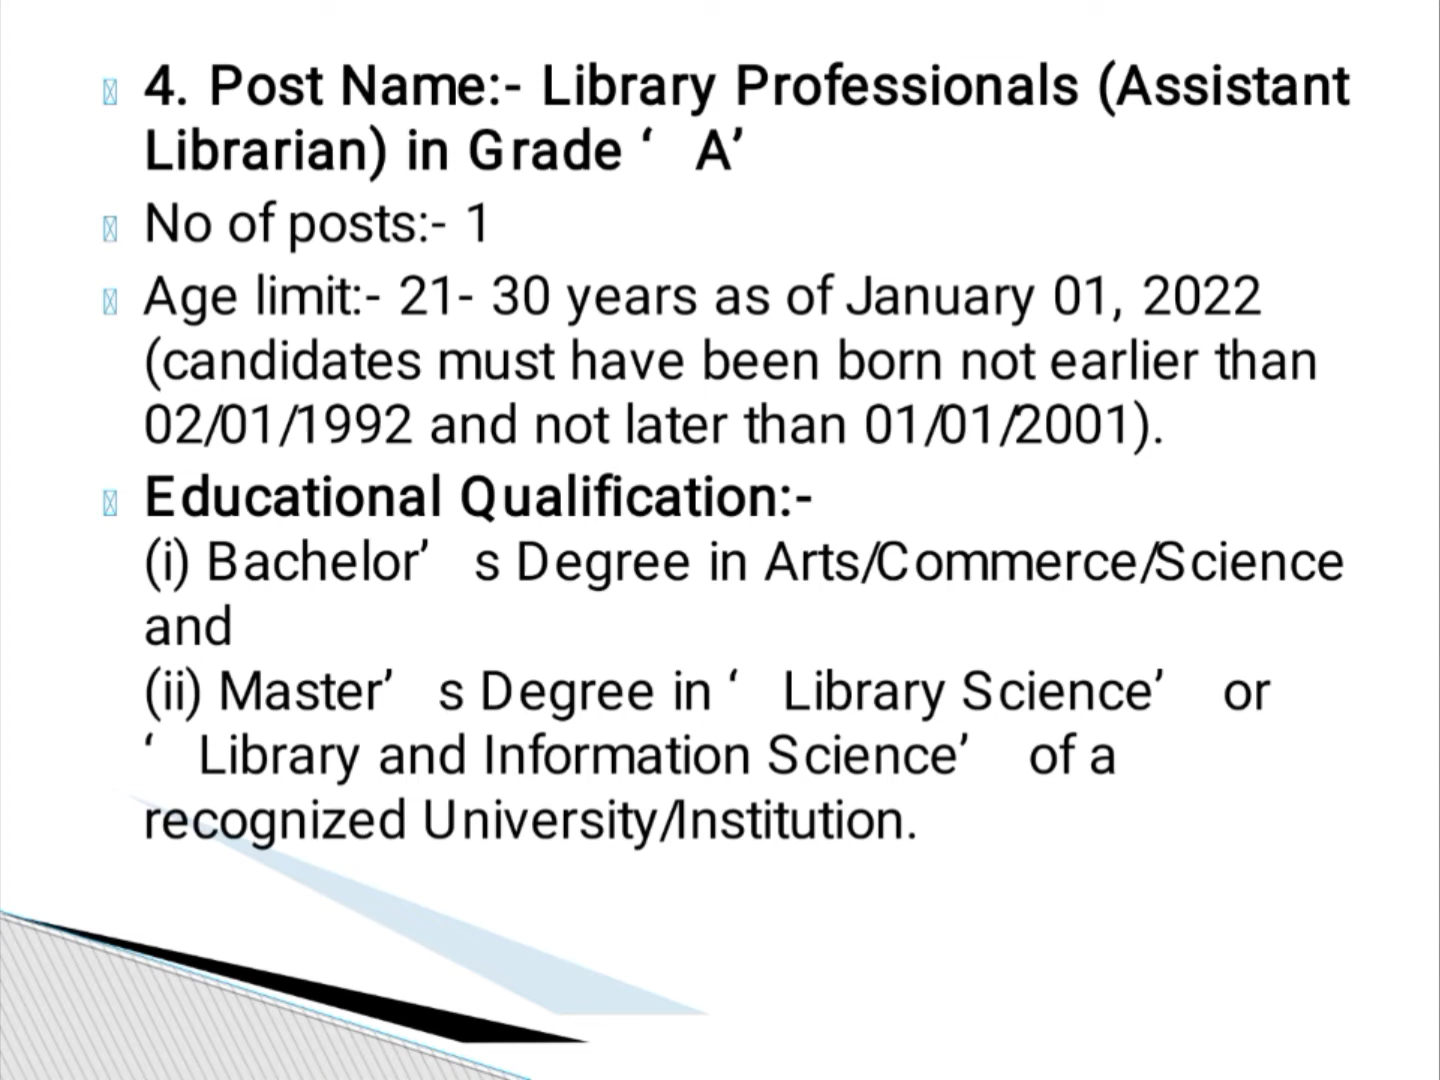 4. Post Name:- Library Professionals (Assistant
Librarian) in Grade ‘ A’
No of posts:- 1
Age limit:- 21- 30 years as of January 01, 2022
(candidates must have been born not earlier than
02/01/1992 and not later than 01/01/2001).
Educational Qualification:-
(i) Bachelor’ s Degree in Arts/Commerce/Science
and
(ii) Master’ s Degree in ‘ Library Science’ or
‘ Library and Information Science’ of a
recognized University/Institution.